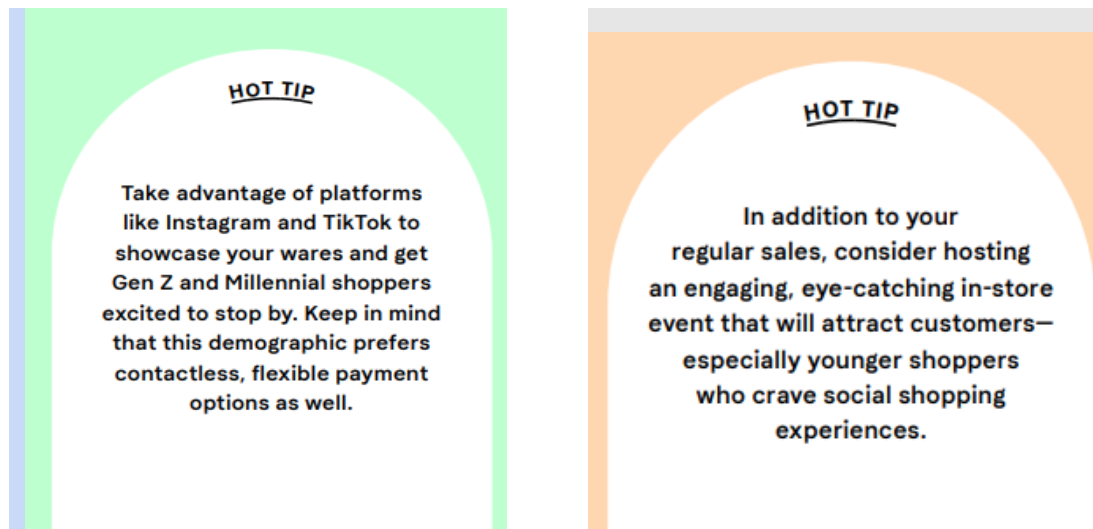 HOT TIP
Take advantage of platforms
like Instagram and TikTok to
showcase your wares and get
Gen Z and Millennial shoppers
excited to stop by. Keep in mind
that this demographic prefers
contactless, flexible payment
options as well.
HOT TIP
In addition to your
regular sales, consider hosting
an engaging, eye-catching in-store
event that will attract customers—
especially younger shoppers
who crave social shopping
experiences.